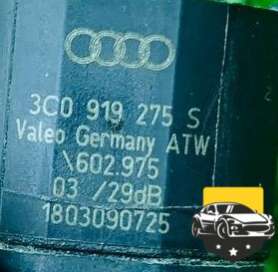 3C0 919 275 S
Valeo Germany ATW
\602.975
03 /29dB
1803090725